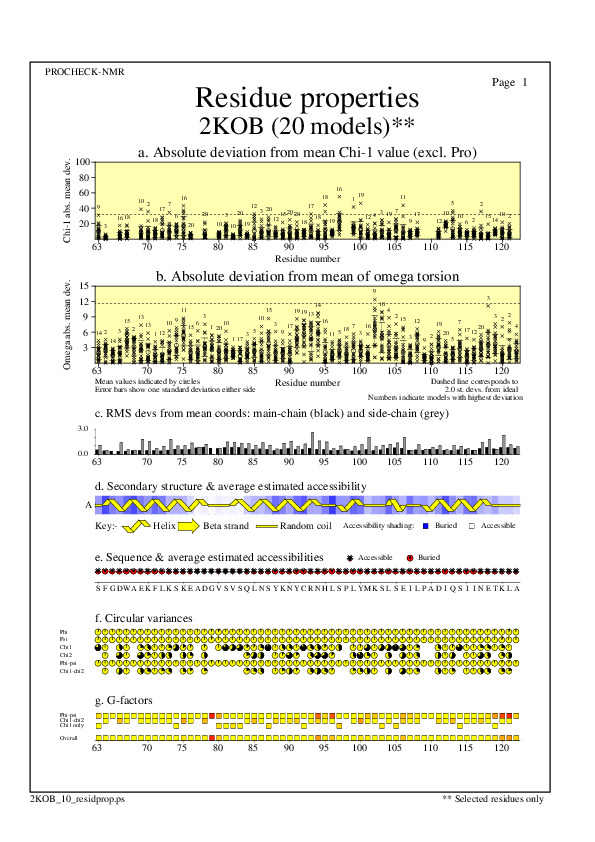 PROCHECK-NMR
Page 1
Residue properties
2KOB (20 models)**
a. Absolute deviation from mean Chi-1 value (excl. Pro)
Chi-1 abs. mean dev.
100
80
60
40
20
63 70 75 80 85 90 95 100 105 110 115 120
Residue number
b. Absolute deviation from mean of omega torsion
Omega abs. mean dev.
15
12
9
6
3
63 70 75 80 85 90 95 100 105 110 115 120
Mean values indicated by circles
Error bars show one standard deviation either side
Residue number
Dashed line corresponds to
2.0 st. devs. from ideal
Numbers indicate models with highest deviation
c. RMS devs from mean coords: main-chain (black) and side-chain (grey)
3.0
0.0
63 70 75 80 85 90 95 100 105 110 115 120
d. Secondary structure & average estimated accessibility
A
Key:- Helix Beta strand Random coil Accessibility shading: Buried Accessible
e. Sequence & average estimated accessibilities Accessible Buried
S F G D W A E K F L K S K E A D G V S V S Q L N S Y K N Y C R N H L S P L Y M K S L S E I L P A D I Q S I I N E T K L A
f. Circular variances
Phi
Psi
Chi1
Chi2
Phi-psi
Chi1-chi2
g. G-factors
Phi-psi
Chi1-chi2
Chi1 only
Overall
63 70 75 80 85 90 95 100 105 110 115 120
2KOB_10_residprop.ps
** Selected residues only